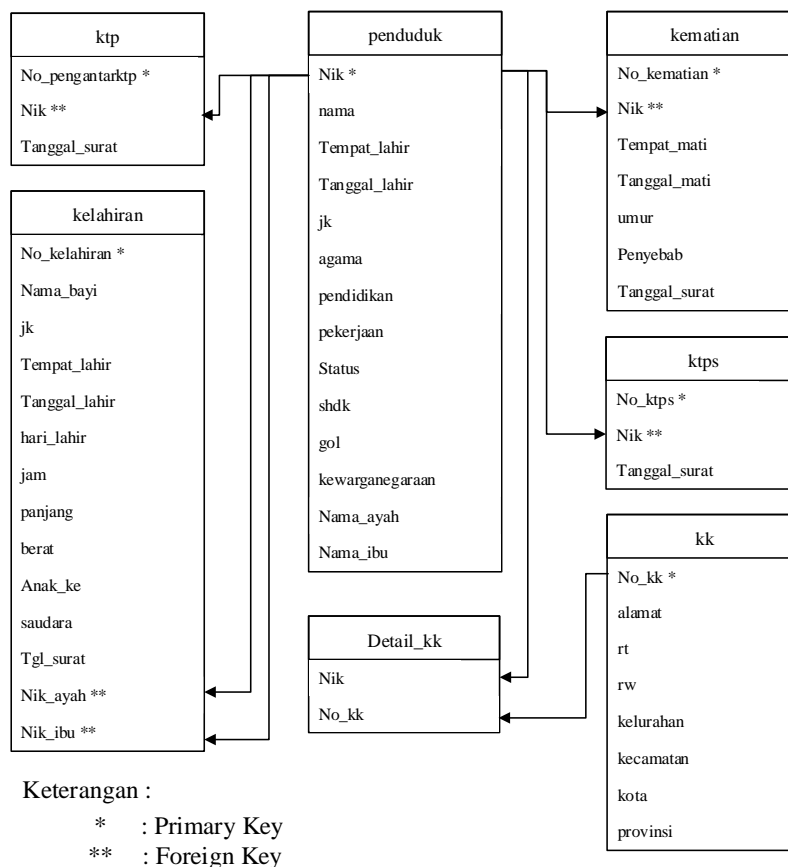 ktp
No_pengantarktp *
Nik **
Tanggal_surat
kelahiran
No_kelahiran *
Nama_bayi
jk
Tempat_lahir
Tanggal_lahir
hari_lahir
jam
panjang
berat
Anak_ke
saudara
Tgl_surat
Nik_ayah **
Nik_ibu **
penduduk
Nik *
nama
Tempat_lahir
Tanggal_lahir
jk
agama
pendidikan
pekerjaan
Status
shdk
gol
kewarganegaraan
Nama_ayah
Nama_ibu
Detail_kk
Nik
No_kk
kematian
No_kematian *
Nik **
Tempat_mati
Tanggal_mati
umur
Penyebab
Tanggal_surat
ktps
No_ktps *
Nik **
Tanggal_surat
kk
No_kk *
alamat
rt
rw
kelurahan
kecamatan
kota
provinsi
Keterangan :
* : Primary Key
** : Foreign Key